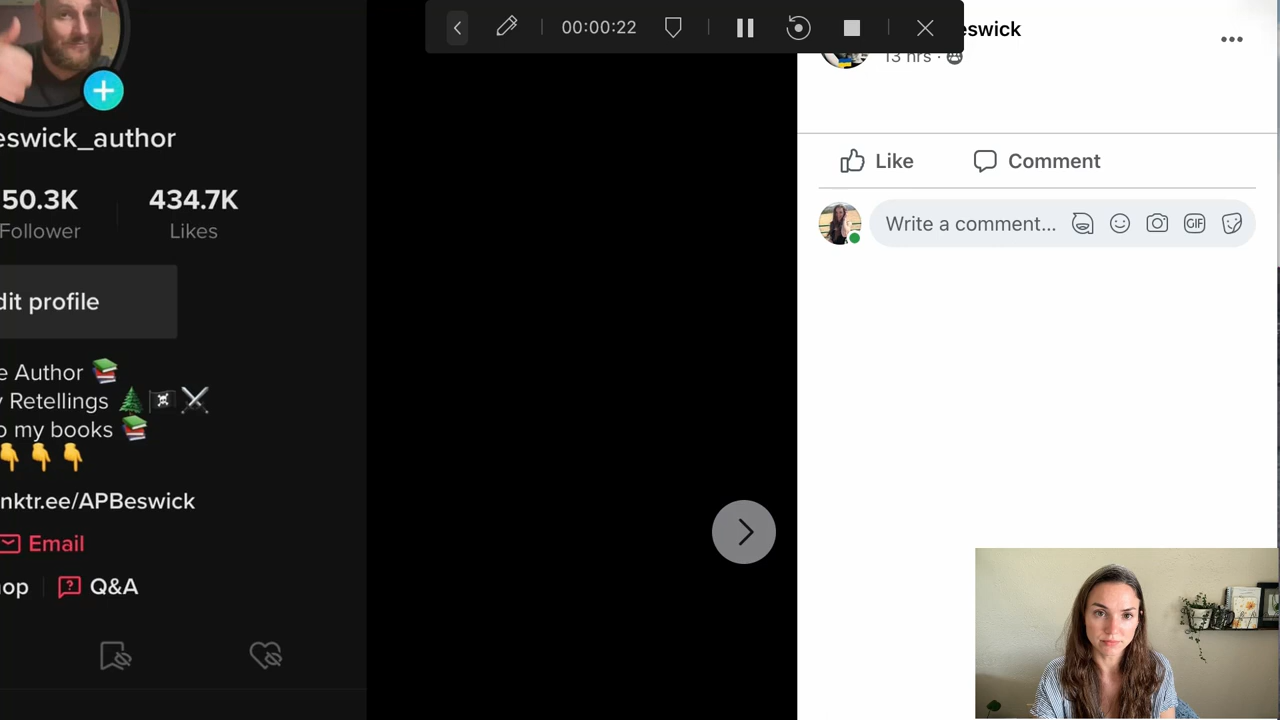 00:00:22
eswick
13 hrs ·
eswick_author
50.3K
434.7K
Follower
Likes
dit profile
e Author
Retellings
o my books
nktr.ee/APBeswick
Email
op
Q&A
Like
Comment
Write a comment...
GIF